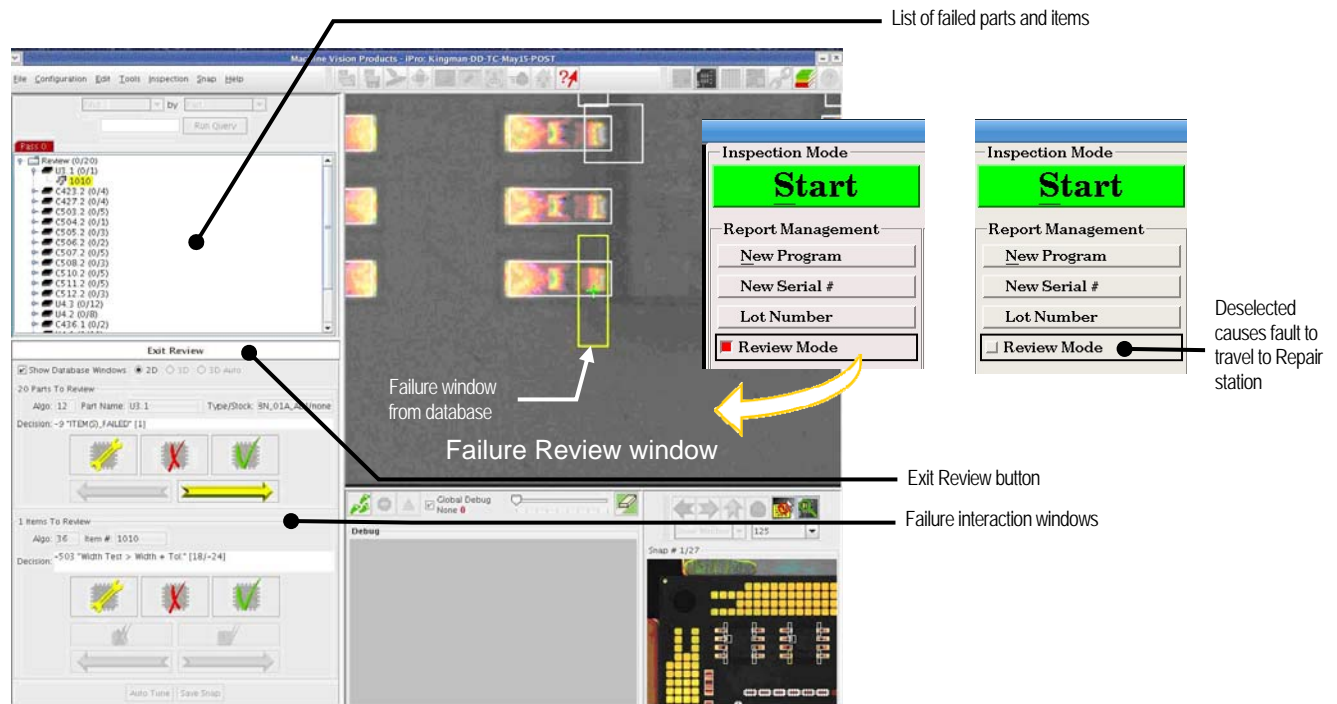 List of failed parts and items
Machine Vision Products - iPro: Kingman-DD-TC-May15-POST
File Configuration Edit Tools Inspection Snap Help
by
Run Query
Pass 0
Review (0/20)
U3.1 (0/1)
1010
C423.2 (0/4)
C427.2 (0/4)
C503.2 (0/5)
C504.2 (0/1)
C505.2 (0/3)
C506.2 (0/2)
C507.2 (0/5)
C508.2 (0/3)
C510.2 (0/5)
C511.2 (0/5)
C512.2 (0/3)
U4.3 (0/12)
U4.2 (0/8)
C436.1 (0/2)
Exit Review
Show Database Windows 2D 3D 3D Auto
20 Parts To Review
Algo: 12 Part Name: U3.1 Type/Stock:
Decision: -9 "ITEM(S)_FAILED" [1]
1 Items To Review
Algo: 36 Item #: 1010
Decision: -503 "Width Test > Width + Tol." [18/-24]
Auto Tune Save Snap
Failure window
from database
Failure Review window
Global Debug
None 0
Debug
125
Snap # 1/27
Inspection Mode
Start
Report Management
New Program
New Serial #
Lot Number
Review Mode
Inspection Mode
Start
Report Management
New Program
New Serial #
Lot Number
Review Mode
Deselected
causes fault to
travel to Repair
station
Exit Review button
Failure interaction windows